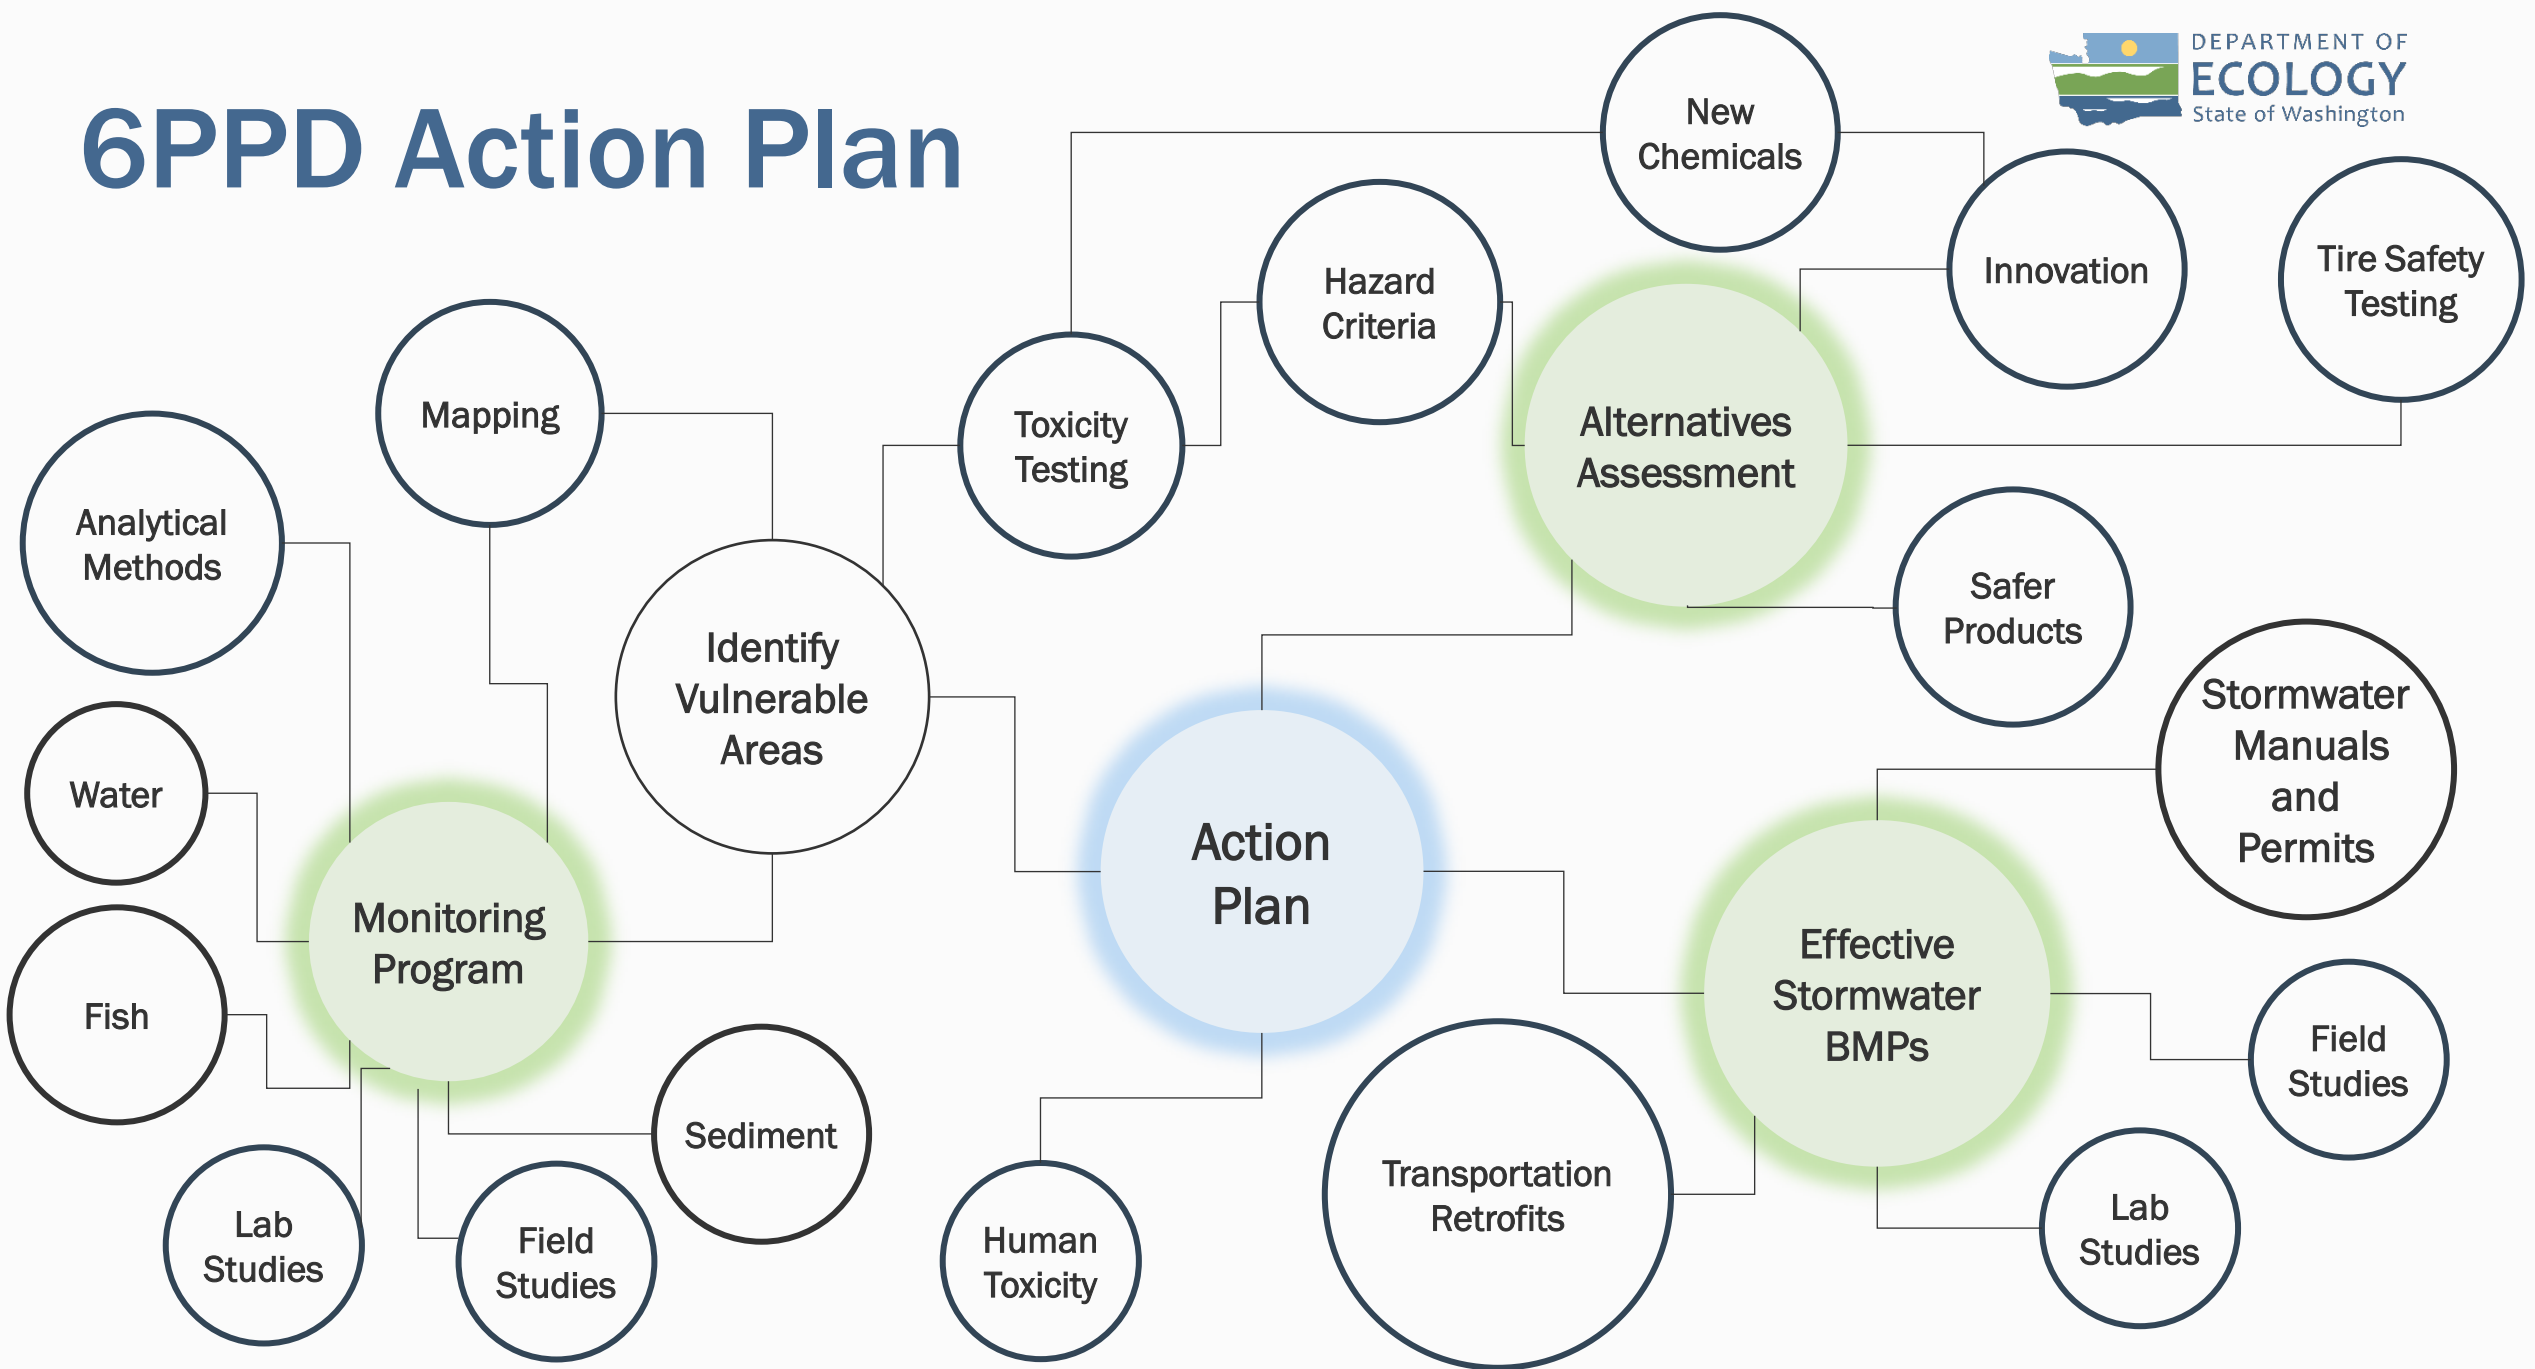 6PPD Action Plan
DEPARTMENT OF
ECOLOGY
State of Washington
New
Chemicals
Hazard
Criteria
Innovation
Tire Safety
Testing
Mapping
Toxicity
Testing
Alternatives
Assessment
Analytical
Methods
Safer
Products
Identify
Vulnerable
Areas
Stormwater
Manuals
and
Permits
Water
Action
Plan
Monitoring
Program
Effective
Stormwater
BMPs
Fish
Field
Studies
Sediment
Transportation
Retrofits
Lab
Studies
Field
Studies
Human
Toxicity
Lab
Studies